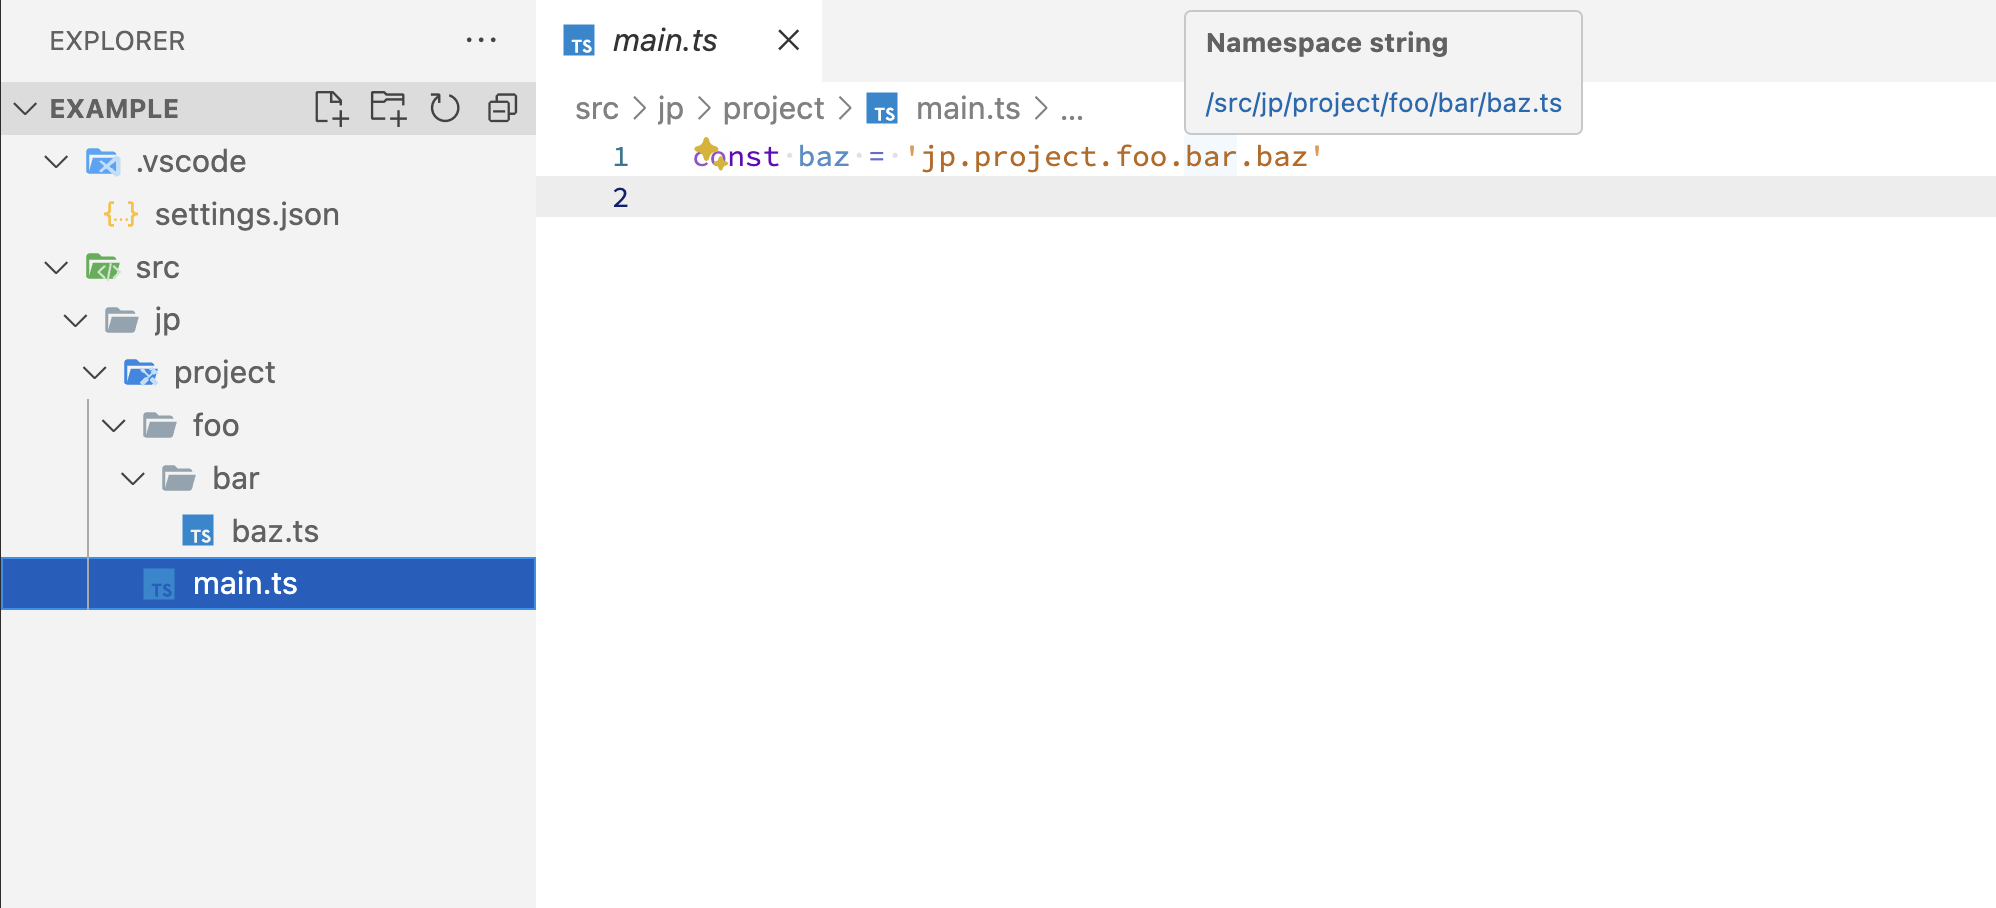 EXPLORER ...
EXAMPLE
.vscode
{...} settings.json
src
jp
project
foo
bar
TS baz.ts
TS main.ts
TS main.ts
src > jp > project > TS main.ts > ...
1 const baz = 'jp.project.foo.bar.baz'
2
Namespace string
/src/jp/project/foo/bar/baz.ts